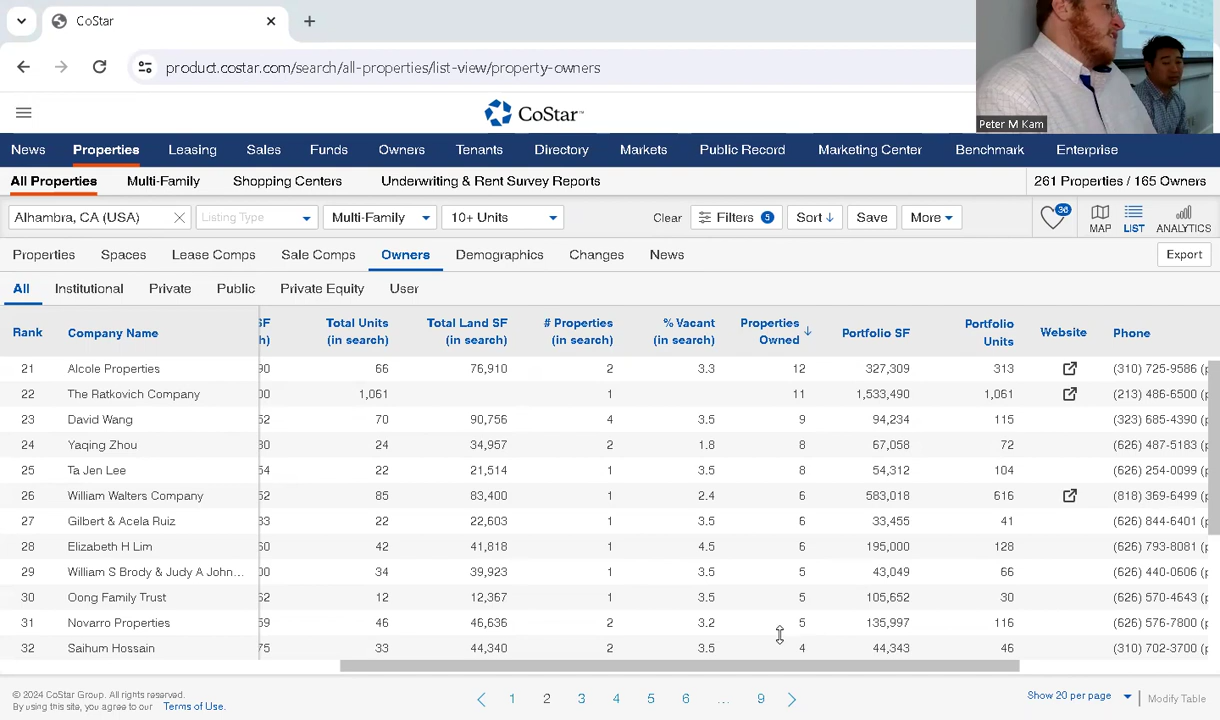 CoStar
product.costar.com/search/all-properties/list-view/property-owners
Peter M Kam
CoStar™
News Properties Leasing Sales Funds Owners Tenants Directory Markets Public Record Marketing Center Benchmark Enterprise
All Properties Multi-Family Shopping Centers Underwriting & Rent Survey Reports 261 Properties / 165 Owners
Alhambra, CA (USA) Listing Type Multi-Family 10+ Units Clear Filters 5 Sort Save More 36 MAP LIST ANALYTICS
Properties Spaces Lease Comps Sale Comps Owners Demographics Changes News Export
All Institutional Private Public Private Equity User
Rank Company Name SF h) Total Units (in search) Total Land SF (in search) # Properties (in search) % Vacant (in search) Properties Owned Portfolio SF Portfolio Units Website Phone
21 Alcole Properties 90 66 76,910 2 3.3 12 327,309 313 (310) 725-9586 (p
22 The Ratkovich Company 00 1,061 1 11 1,533,490 1,061 (213) 486-6500 (p
23 David Wang 52 70 90,756 4 3.5 9 94,234 115 (323) 685-4390 (p
24 Yaqing Zhou 80 24 34,957 2 1.8 8 67,058 72 (626) 487-5183 (p
25 Ta Jen Lee 54 22 21,514 1 3.5 8 54,312 104 (626) 254-0099 (p
26 William Walters Company 52 85 83,400 1 2.4 6 583,018 616 (818) 369-6499 (p
27 Gilbert & Acela Ruiz 33 22 22,603 1 3.5 6 33,455 41 (626) 844-6401 (p
28 Elizabeth H Lim 60 42 41,818 1 4.5 6 195,000 128 (626) 793-8081 (p
29 William S Brody & Judy A John... 00 34 39,923 1 3.5 5 43,049 66 (626) 440-0606 (p
30 Oong Family Trust 62 12 12,367 1 3.5 5 105,652 30 (626) 570-4643 (p
31 Novarro Properties 59 46 46,636 2 3.2 5 135,997 116 (626) 576-7800 (p
32 Saihum Hossain 75 33 44,340 2 3.5 4 44,343 46 (310) 702-3700 (p
© 2024 CoStar Group. All rights reserved.
By using this site, you agree to our Terms of Use.
1 2 3 4 5 6 ... 9
Show 20 per page Modify Table